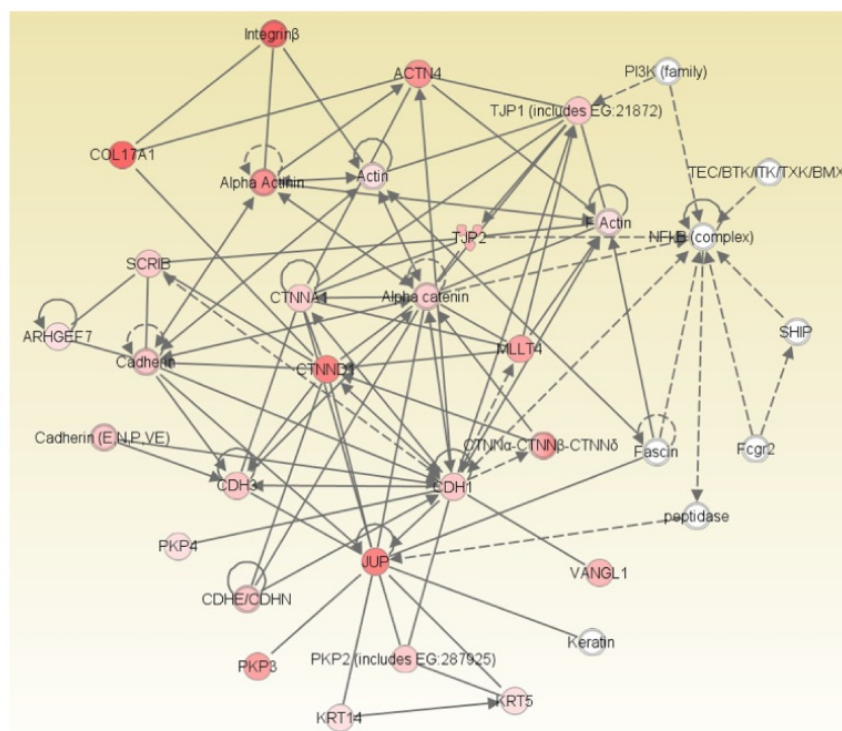 Integrinβ
ACTN4
PI3K (family)
TJP1 (includes EG:21872)
COL17A1
Alpha Actinin
Actin
TEC/BTK/ITK/TXK/BMX
F Actin
TJP2
NFkB (complex)
SCRIB
CTNNA1
Alpha catenin
ARHGEF7
SHIP
Cadherin
CTNND1
MLLT4
Cadherin (E,N,P,VE)
CTNNα-CTNNβ-CTNNδ
Fascin
Fcgr2
CDH3
CDH1
peptidase
PKP4
JUP
VANGL1
CDHE/CDHN
Keratin
PKP3
PKP2 (includes EG:287925)
KRT5
KRT14